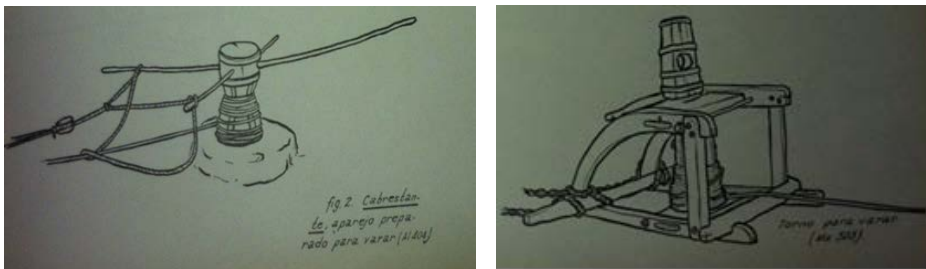 fig. 2. Cabrestan-
te, aparejo prepa-
rado para varar
Torno para varar